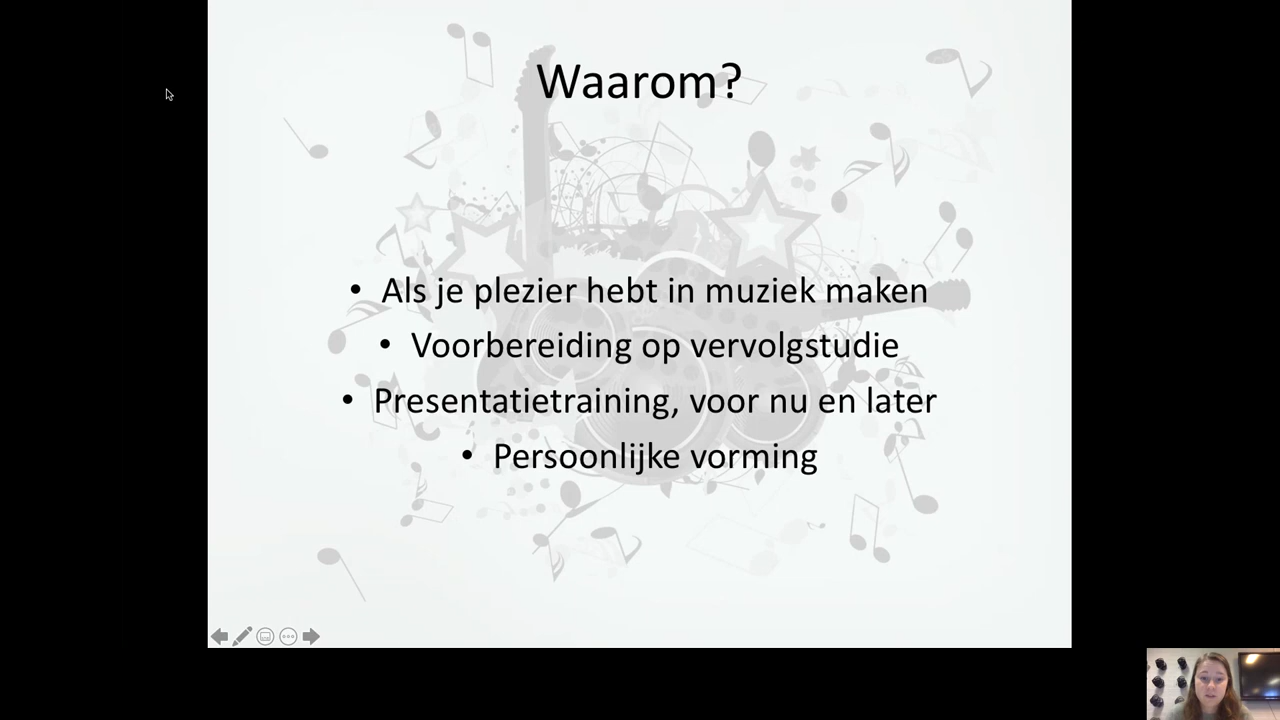 Waarom?
• Als je plezier hebt in muziek maken
• Voorbereiding op vervolgstudie
• Presentatietraining, voor nu en later
• Persoonlijke vorming